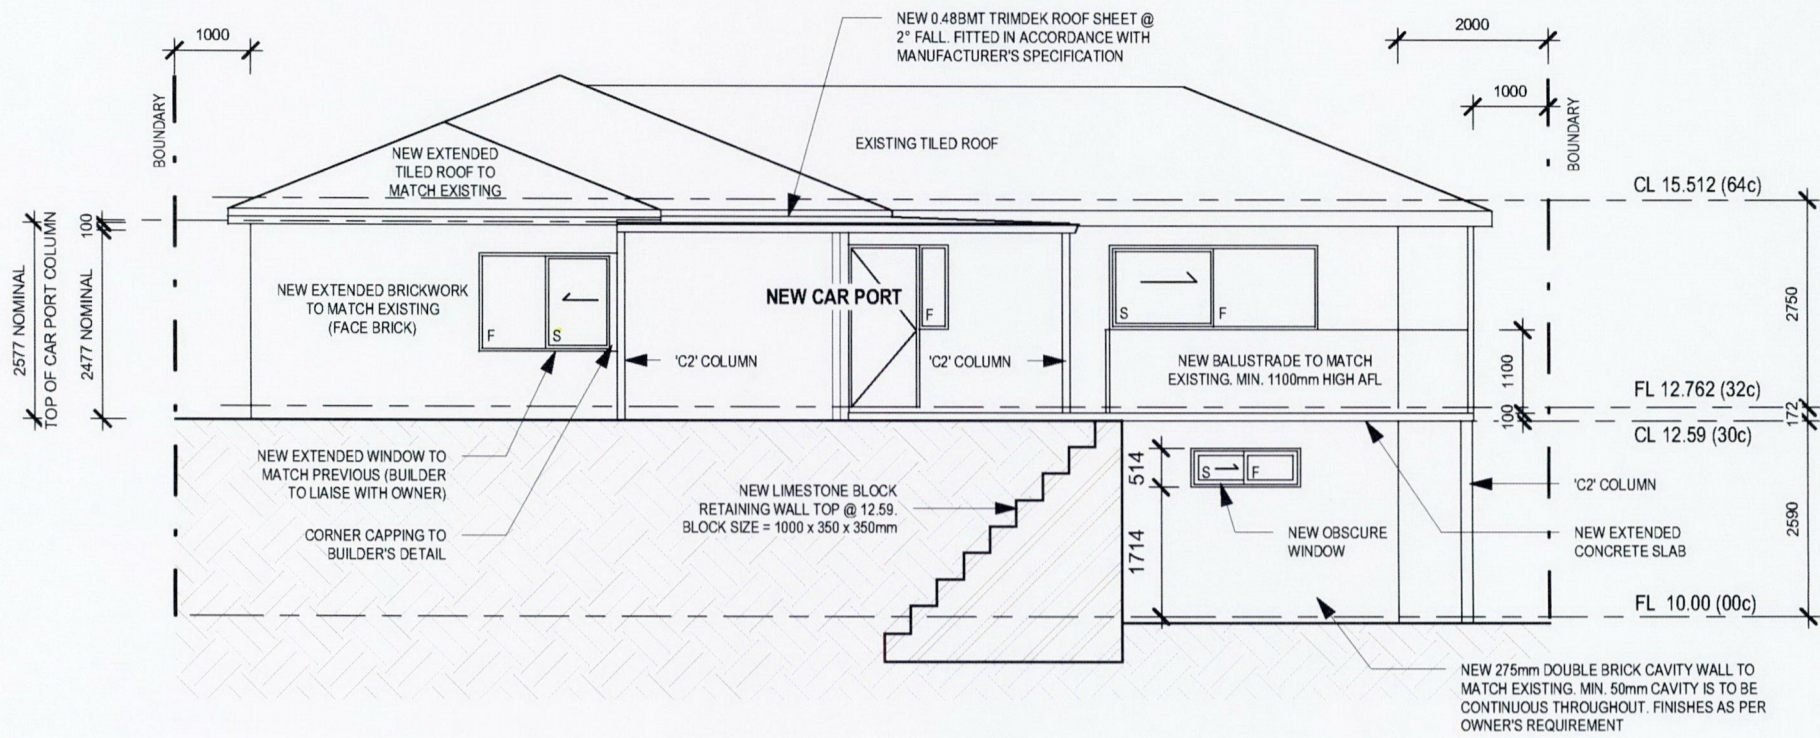 1000
NEW 0.48BMT TRIMDEK ROOF SHEET @
2° FALL. FITTED IN ACCORDANCE WITH
MANUFACTURER'S SPECIFICATION
2000
1000
BOUNDARY
BOUNDARY
NEW EXTENDED
TILED ROOF TO
MATCH EXISTING
EXISTING TILED ROOF
CL 15.512 (64c)
2577 NOMINAL
TOP OF CAR PORT COLUMN
2477 NOMINAL
100
NEW EXTENDED BRICKWORK
TO MATCH EXISTING
(FACE BRICK)
F
S
NEW CAR PORT
F
S
F
2750
'C2' COLUMN
'C2' COLUMN
NEW BALUSTRADE TO MATCH
EXISTING. MIN. 1100mm HIGH AFL
1100
FL 12.762 (32c)
100
172
CL 12.59 (30c)
NEW EXTENDED WINDOW TO
MATCH PREVIOUS (BUILDER
TO LIAISE WITH OWNER)
CORNER CAPPING TO
BUILDER'S DETAIL
NEW LIMESTONE BLOCK
RETAINING WALL TOP @ 12.59.
BLOCK SIZE = 1000 x 350 x 350mm
514
1714
S
F
NEW OBSCURE
WINDOW
'C2' COLUMN
NEW EXTENDED
CONCRETE SLAB
2590
FL 10.00 (00c)
NEW 275mm DOUBLE BRICK CAVITY WALL TO
MATCH EXISTING. MIN. 50mm CAVITY IS TO BE
CONTINUOUS THROUGHOUT. FINISHES AS PER
OWNER'S REQUIREMENT